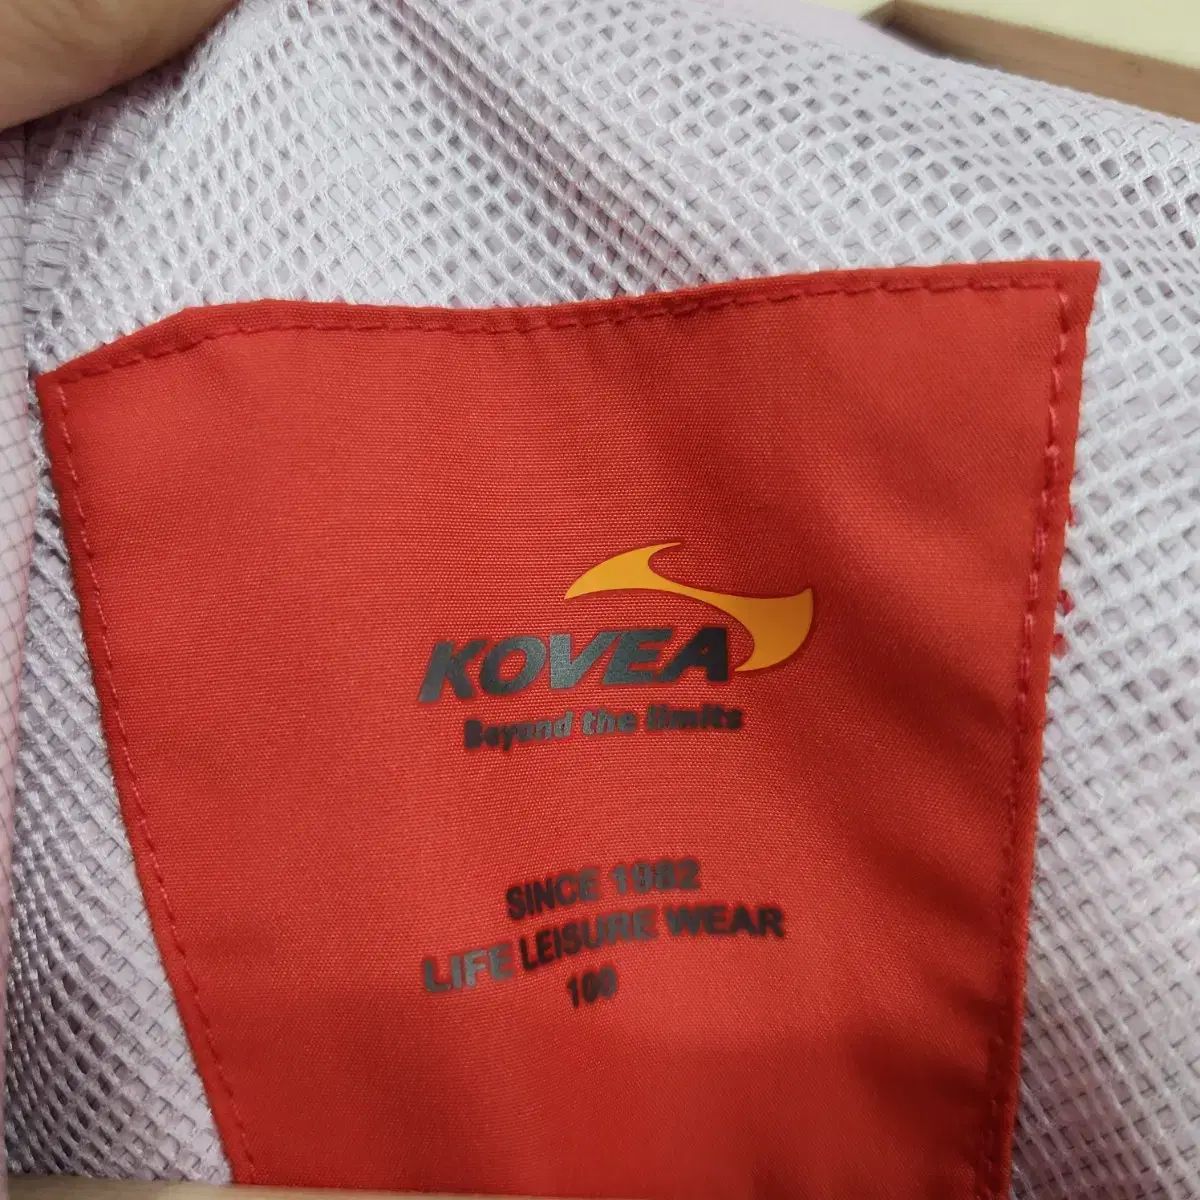 KOVEA
Beyond the limits
SINCE 1982
LIFE LEISURE WEAR
100